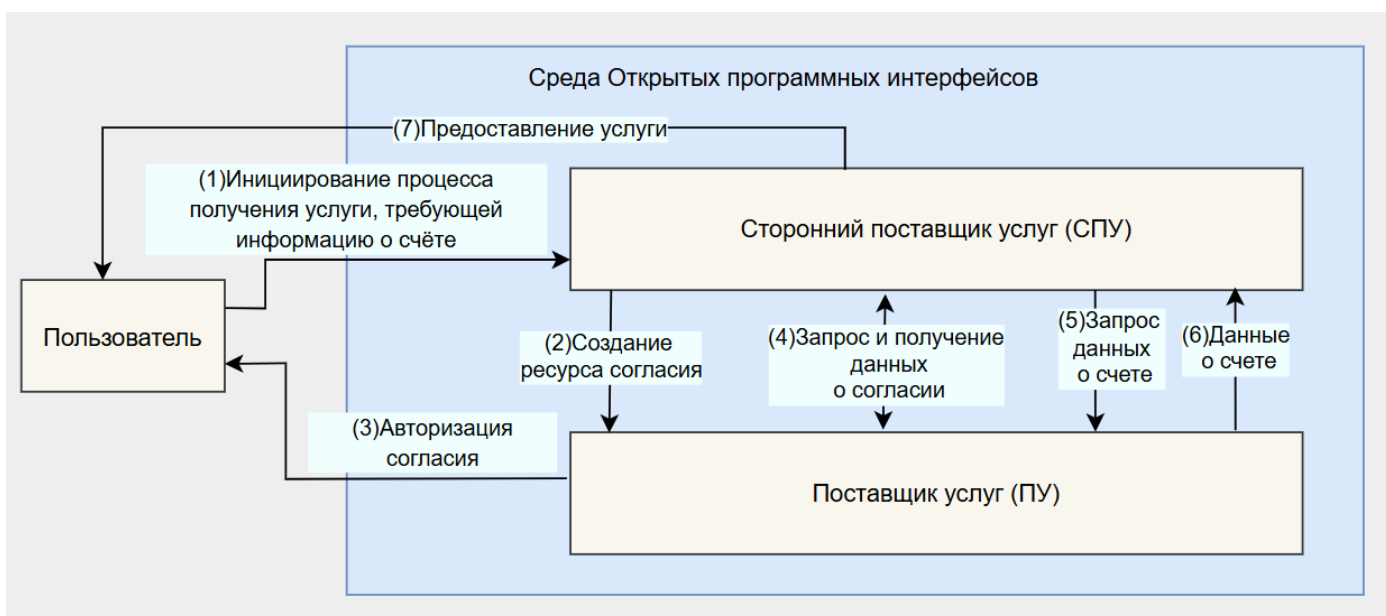 Среда Открытых программных интерфейсов
(7)Предоставление услуги
(1)Инициирование процесса
получения услуги, требующей
информацию о счёте
Сторонний поставщик услуг (СПУ)
Пользователь
(2)Создание
ресурса согласия
(4)Запрос и получение
данных
о согласии
(5)Запрос
данных
о счете
(6)Данные
о счете
(3)Авторизация
согласия
Поставщик услуг (ПУ)